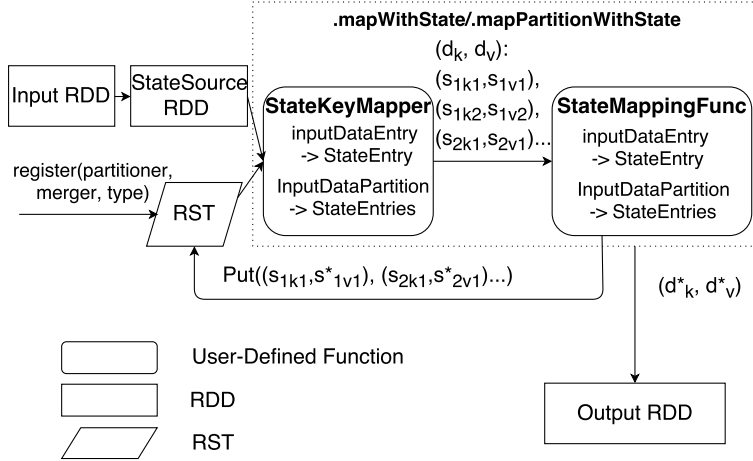 .mapWithState/.mapPartitionWithState
(dk, dv):
(s1k1,s1v1),
(s1k2,s1v2),
(s2k1,s2v1)...
Input RDD
StateSource
RDD
StateKeyMapper
inputDataEntry
-> StateEntry
InputDataPartition
-> StateEntries
StateMappingFunc
inputDataEntry
-> StateEntry
InputDataPartition
-> StateEntries
register(partitioner,
merger, type)
RST
Put((s1k1,s*1v1), (s2k1,s*2v1)...)
(d*k, d*v)
User-Defined Function
RDD
RST
Output RDD